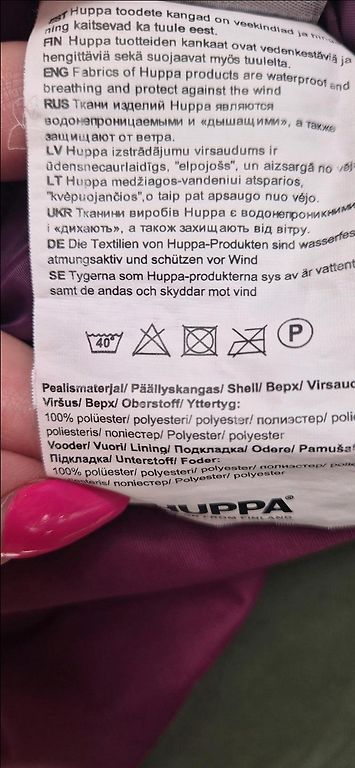 EST Huppa toodete kangad on veekindlad ja
ning kaitsevad ka tuule eest.
FIN Huppa tuotteiden kankaat ovat vedenkestäviä ja
hengittäviä sekä suojaavat myös tuulelta.
ENG Fabrics of Huppa products are waterproof and
breathing and protect against the wind
RUS Ткани изделий Huppa являются
водонепроницаемыми и «дышащими», а также
защищают от ветра.
LV Huppa izstrādājumu virsaudums ir
ūdensnecaurlaidīgs, "elpojošs", un aizsargā no vēja
LT Huppa medžiagos-vandeniui atsparios,
"kvėpuojančios", o taip pat apsaugo nuo vėjo.
UKR Тканини виробів Huppa є водонепроникними
і «дихають», а також захищають від вітру.
DE Die Textilien von Huppa-Produkten sind wasserfest
atmungsaktiv und schützen vor Wind
SE Tygerna som Huppa-produkterna sys av är vattent
samt de andas och skyddar mot vind
40° P
Pealismaterjal/ Päällyskangas/ Shell/ Верх/ Virsaud
Viršus/ Верх/ Oberstoff/ Yttertyg:
100% polüester/ polyesteri/ polyester/ полиэстер/ polie
poliesteris/ поліестер/ Polyester/ polyester
Vooder/ Vuori/ Lining/ Подкладка/ Odere/ Pamuša
Підкладка/ Unterstoff/ Foder:
100% polüester/ polyesteri/ polyester/ полиэстер/
Polyester/ polyester
HUPPA®
FROM FINLAND